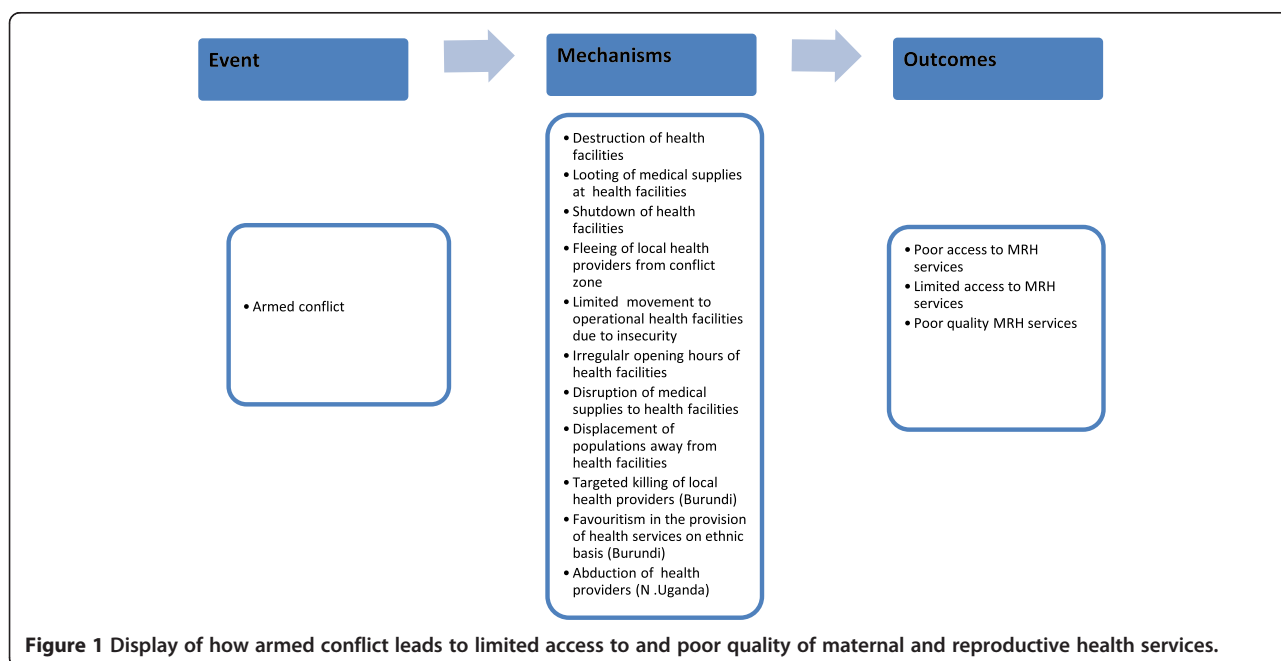 Event
Mechanisms
Outcomes
• Armed conflict
• Destruction of health
facilities
• Looting of medical supplies
at health facilities
• Shutdown of health
facilities
• Fleeing of local health
providers from conflict
zone
• Limited movement to
operational health facilities
due to insecurity
• Irregulalr opening hours of
health facilities
• Disruption of medical
supplies to health facilities
• Displacement of
populations away from
health facilities
• Targeted killing of local
health providers (Burundi)
• Favouritism in the provision
of health services on ethnic
basis (Burundi)
• Abduction of health
providers (N .Uganda)
• Poor access to MRH
services
• Limited access to MRH
services
• Poor quality MRH services
Figure 1 Display of how armed conflict leads to limited access to and poor quality of maternal and reproductive health services.